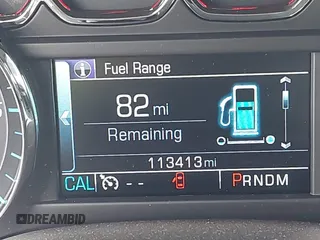 i Fuel Range
82 mi
Remaining
113413 mi
CAL -- PRNDM
DREAMBID